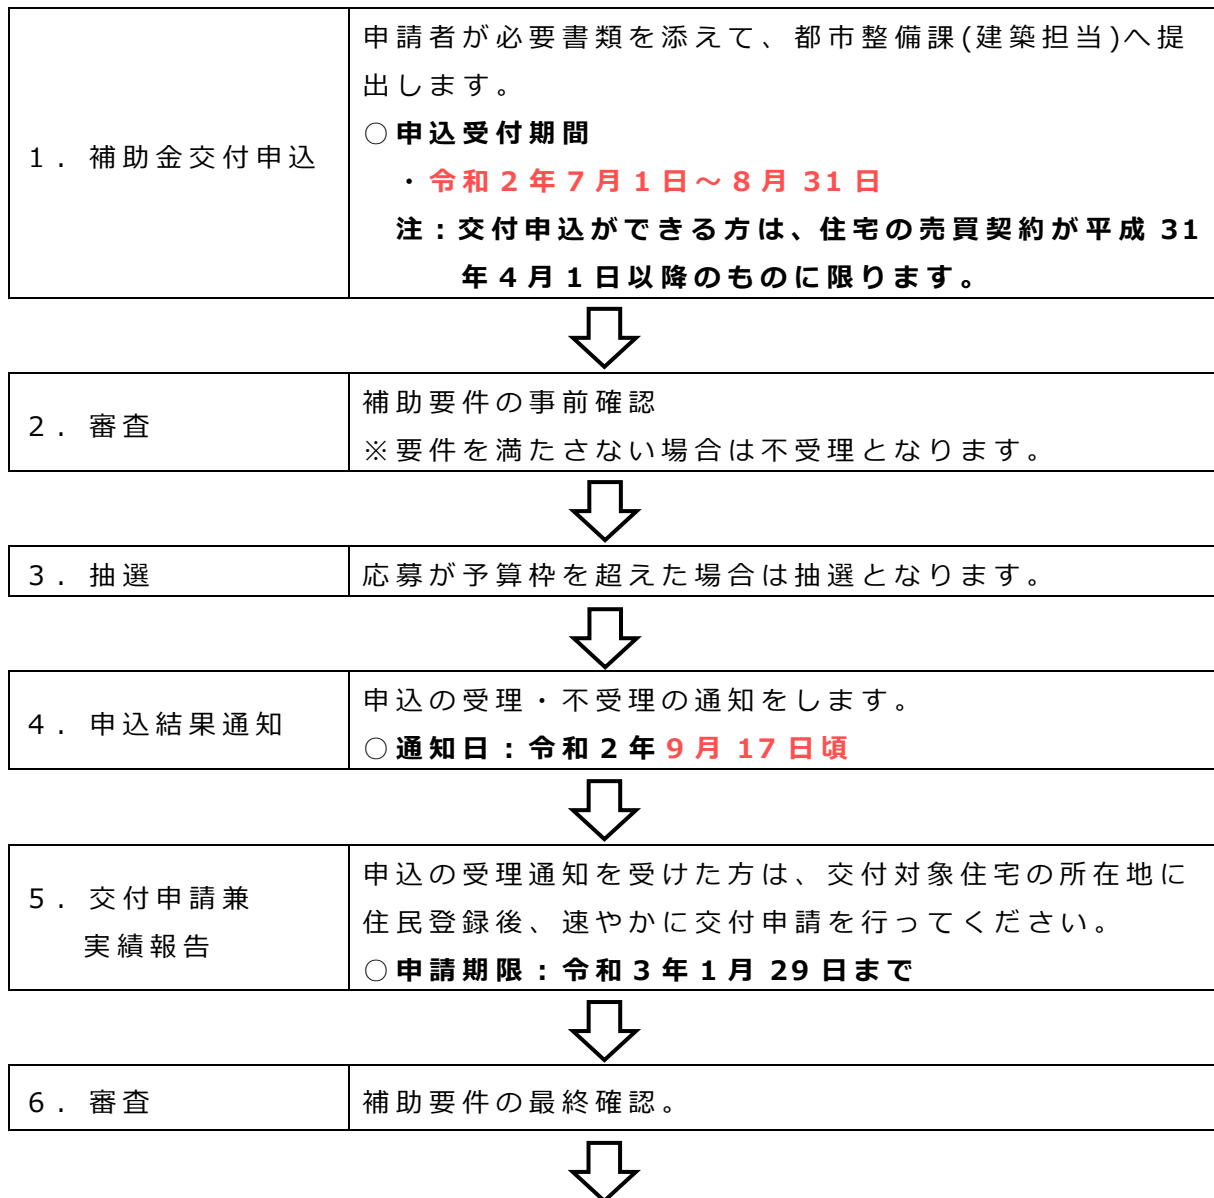 1．補助金交付申込
申請者が必要書類を添えて、都市整備課(建築担当)へ提
出します。
○申込受付期間
・令和２年７月１日～８月31日
注：交付申込ができる方は、住宅の売買契約が平成31
年４月１日以降のものに限ります。
2．審査
補助要件の事前確認
※要件を満たさない場合は不受理となります。
3．抽選
応募が予算枠を超えた場合は抽選となります。
4．申込結果通知
申込の受理・不受理の通知をします。
○通知日：令和２年９月17日頃
5．交付申請兼
実績報告
申込の受理通知を受けた方は、交付対象住宅の所在地に
住民登録後、速やかに交付申請を行ってください。
○申請期限：令和３年１月29日まで
6．審査
補助要件の最終確認。